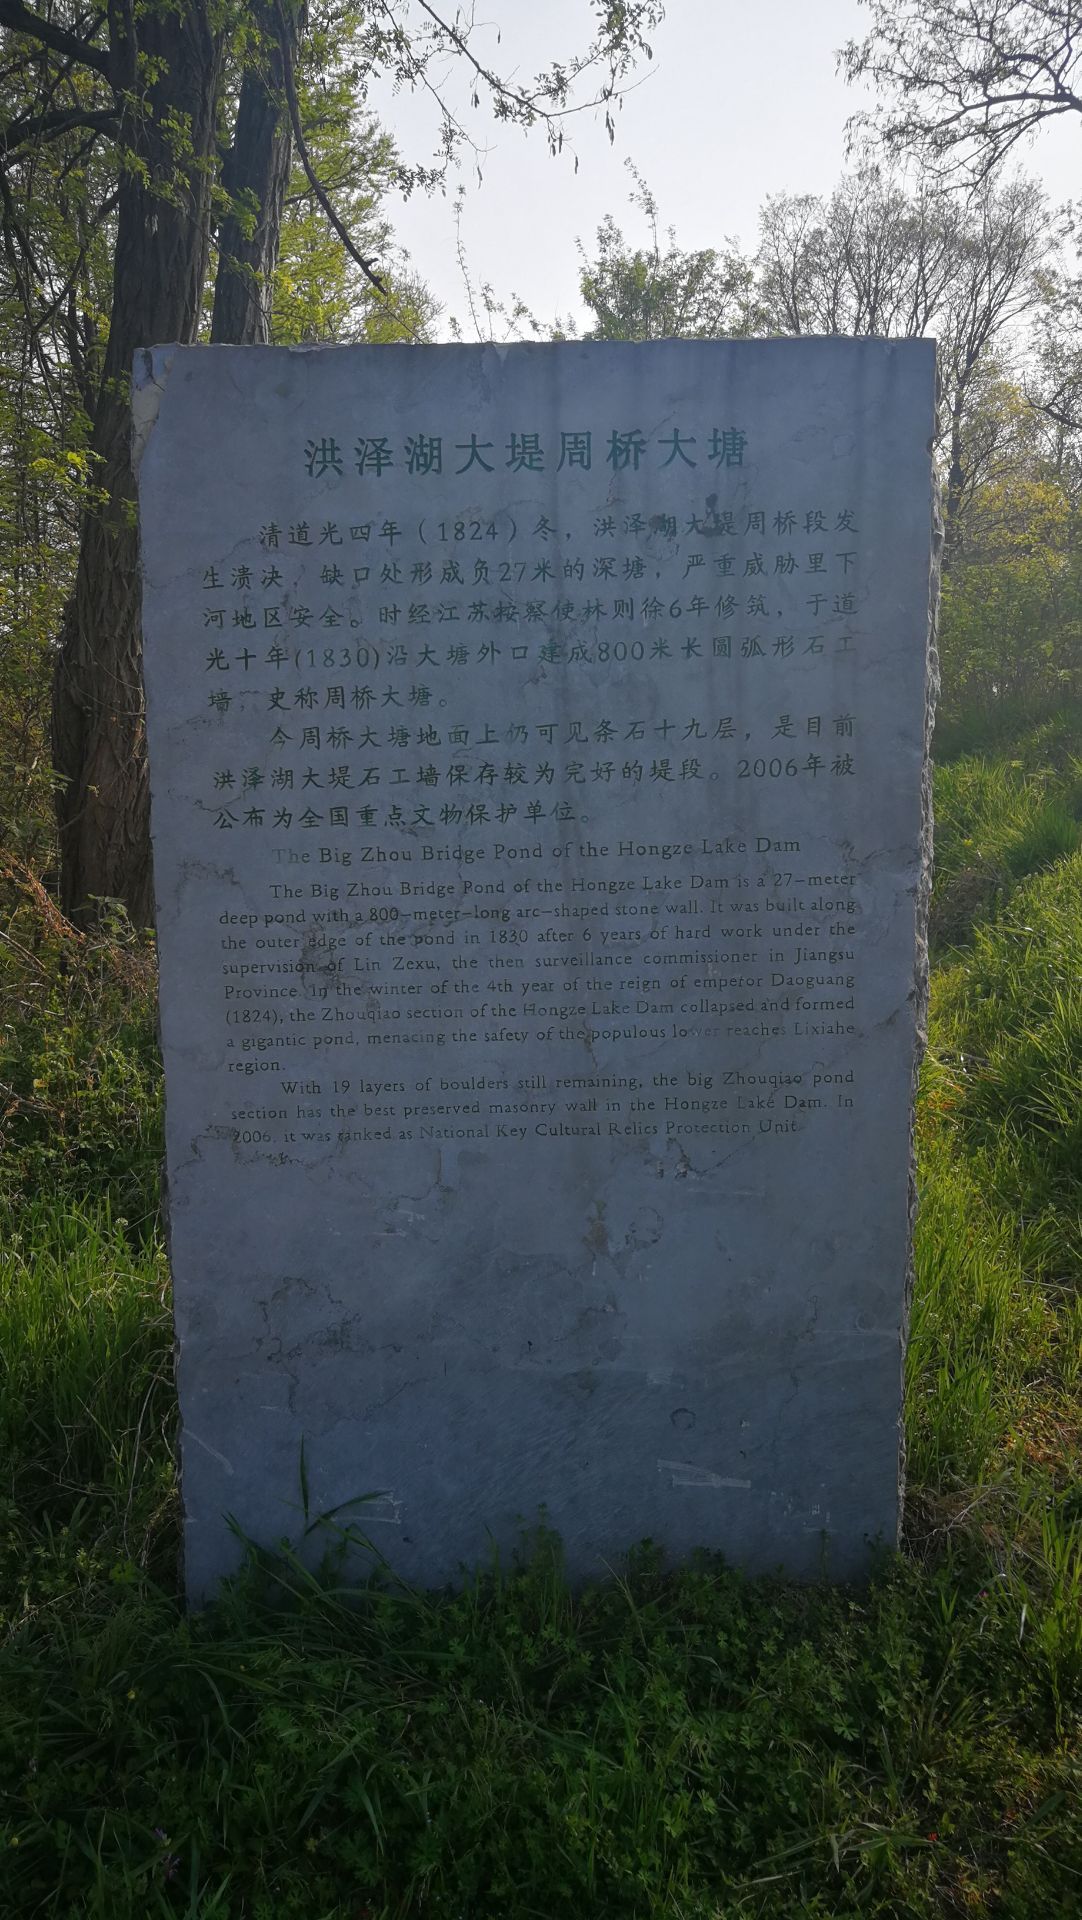 洪泽湖大堤周桥大塘
清道光四年（1824）冬，洪泽湖大堤周桥段发
生溃决，缺口处形成负27米的深塘，严重威胁里下
河地区安全。时经江苏按察使林则徐6年修筑，于道
光十年(1830)沿大塘外口建成800米长圆弧形石工
墙，史称周桥大塘。
今周桥大塘地面上仍可见条石十九层，是目前
洪泽湖大堤石工墙保存较为完好的堤段。2006年被
公布为全国重点文物保护单位。
The Big Zhou Bridge Pond of the Hongze Lake Dam
The Big Zhou Bridge Pond of the Hongze Lake Dam is a 27-meter
deep pond with a 800-meter-long arc-shaped stone wall. It was built along
the outer edge of the pond in 1830 after 6 years of hard work under the
supervision of Lin Zexu, the then surveillance commissioner in Jiangsu
Province. In the winter of the 4th year of the reign of emperor Daoguang
(1824), the Zhouqiao section of the Hongze Lake Dam collapsed and formed
a gigantic pond, menacing the safety of the populous lower reaches Lixiahe
region.
With 19 layers of boulders still remaining, the big Zhouqiao pond
section has the best preserved masonry wall in the Hongze Lake Dam. In
2006, it was ranked as National Key Cultural Relics Protection Unit.